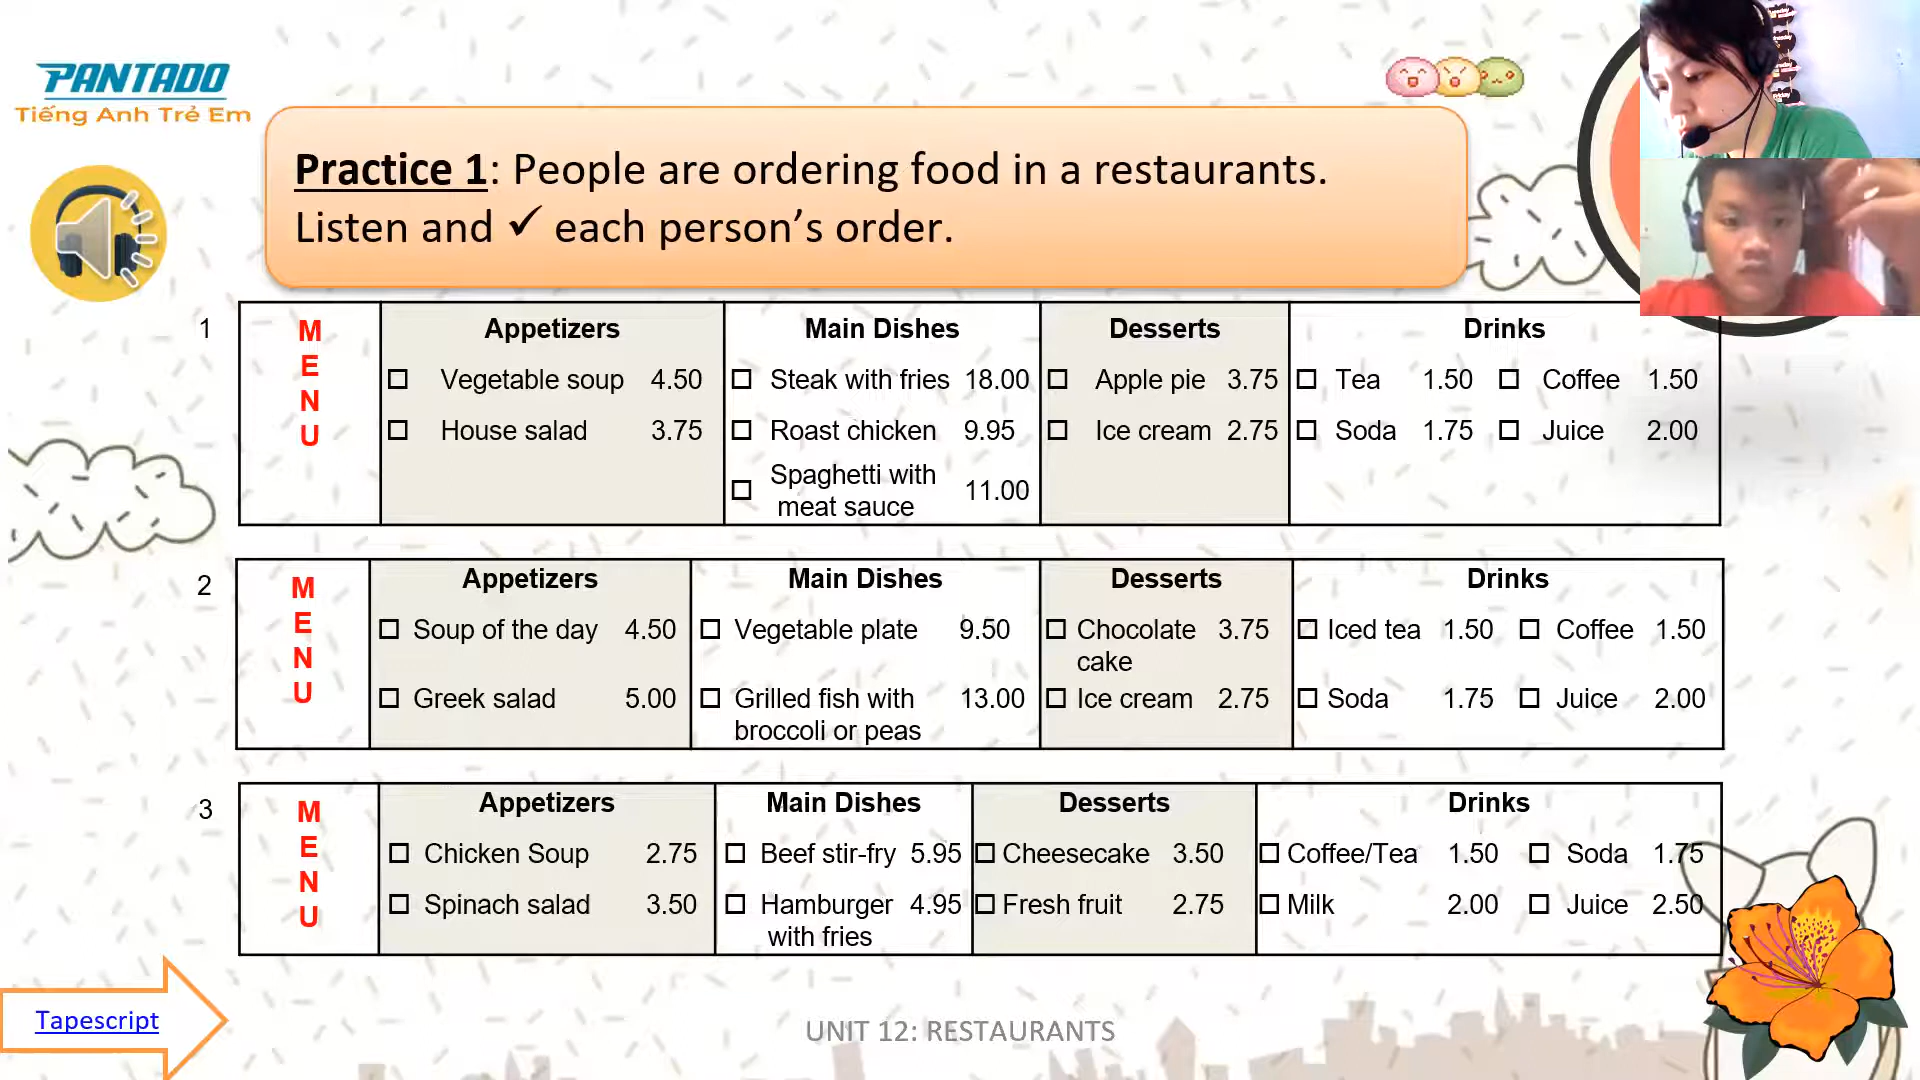 PANTADO
Tiếng Anh Trẻ Em
Practice 1: People are ordering food in a restaurants.
Listen and ✓ each person’s order.
1
MENU
Appetizers
Main Dishes
Desserts
Drinks
Vegetable soup 4.50
Steak with fries 18.00
Apple pie 3.75
Tea 1.50
Coffee 1.50
House salad 3.75
Roast chicken 9.95
Ice cream 2.75
Soda 1.75
Juice 2.00
Spaghetti with
meat sauce 11.00
2
MENU
Appetizers
Main Dishes
Desserts
Drinks
Soup of the day 4.50
Vegetable plate 9.50
Chocolate 3.75
cake
Iced tea 1.50
Coffee 1.50
Greek salad 5.00
Grilled fish with 13.00
broccoli or peas
Ice cream 2.75
Soda 1.75
Juice 2.00
3
MENU
Appetizers
Main Dishes
Desserts
Drinks
Chicken Soup 2.75
Beef stir-fry 5.95
Cheesecake 3.50
Coffee/Tea 1.50
Soda 1.75
Spinach salad 3.50
Hamburger 4.95
with fries
Fresh fruit 2.75
Milk 2.00
Juice 2.50
Tapescript
UNIT 12: RESTAURANTS